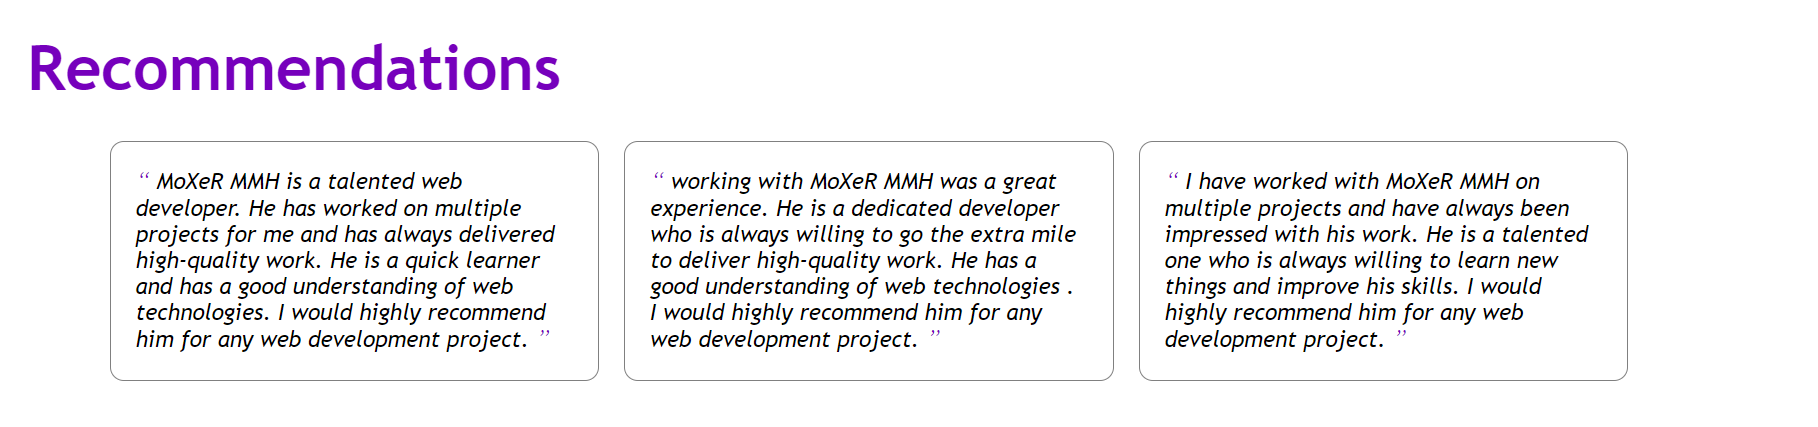 Recommendations
“ MoXeR MMH is a talented web
developer. He has worked on multiple
projects for me and has always delivered
high-quality work. He is a quick learner
and has a good understanding of web
technologies. I would highly recommend
him for any web development project. ”
“ working with MoXeR MMH was a great
experience. He is a dedicated developer
who is always willing to go the extra mile
to deliver high-quality work. He has a
good understanding of web technologies .
I would highly recommend him for any
web development project. ”
“ I have worked with MoXeR MMH on
multiple projects and have always been
impressed with his work. He is a talented
one who is always willing to learn new
things and improve his skills. I would
highly recommend him for any web
development project. ”